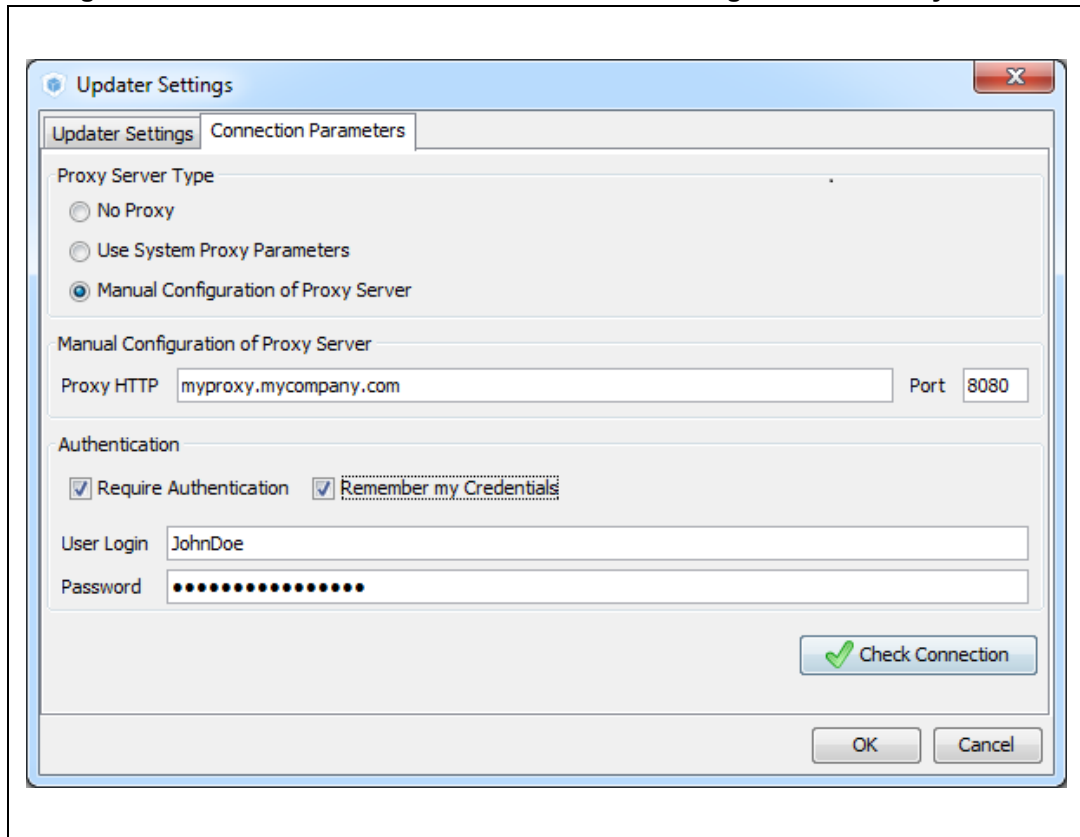 Updater Settings
Updater Settings Connection Parameters
Proxy Server Type
No Proxy
Use System Proxy Parameters
Manual Configuration of Proxy Server
Manual Configuration of Proxy Server
Proxy HTTP myproxy.mycompany.com Port 8080
Authentication
Require Authentication Remember my Credentials
User Login JohnDoe
Password ••••••••••••••••
Check Connection
OK Cancel